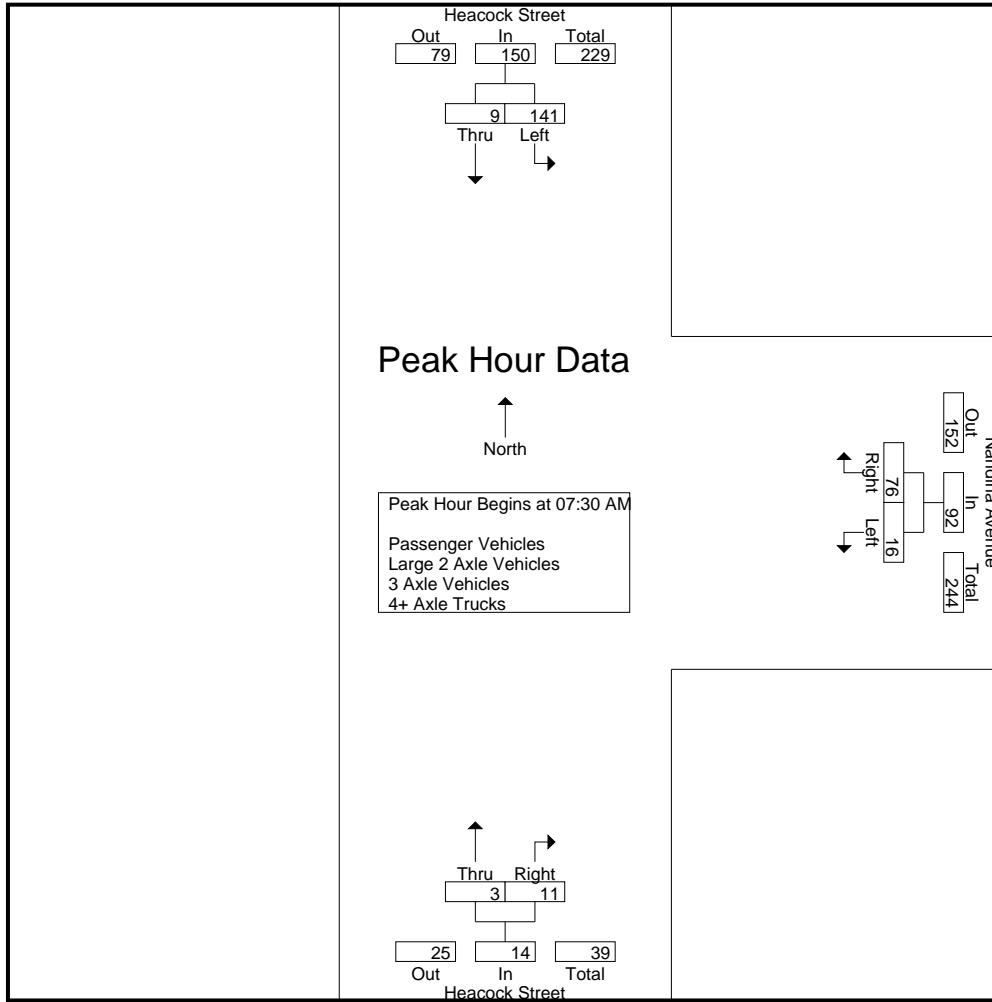 Heacock Street
Out In Total
79 150 229
9 141
Thru Left
Peak Hour Data
North
Peak Hour Begins at 07:30 AM
Passenger Vehicles
Large 2 Axle Vehicles
3 Axle Vehicles
4+ Axle Trucks
Nandina Avenue
Out In Total
152 92 244
76 16
Right Left
Thru Right
3 11
25 14 39
Out In Total
Heacock Street